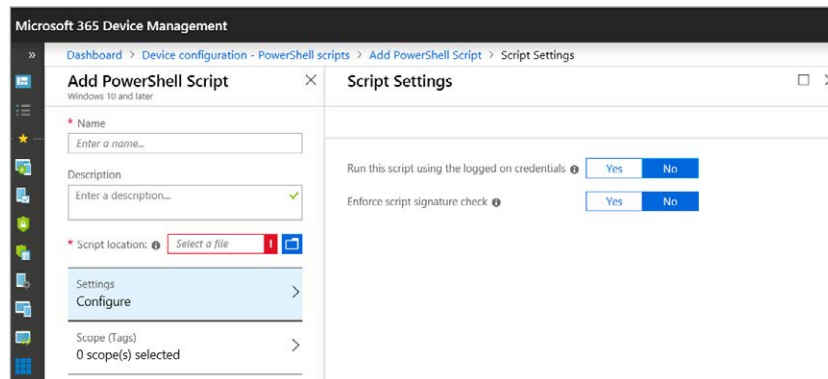 Microsoft 365 Device Management
Dashboard > Device configuration - PowerShell scripts > Add PowerShell Script > Script Settings
Add PowerShell Script
Windows 10 and later
* Name
Enter a name...
Description
Enter a description...
* Script location:
Select a file
Settings
Configure
Scope (Tags)
0 scope(s) selected
Script Settings
Run this script using the logged on credentials
Yes
No
Enforce script signature check
Yes
No